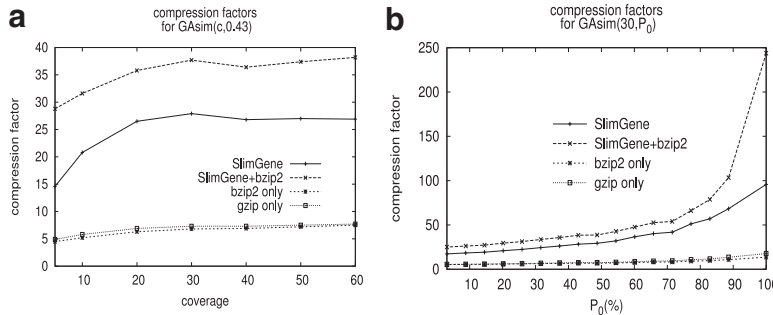 a
compression factors
for GAsim(c,0.43)
40
35
30
25
20
15
10
5
0
compression factor
SlimGene
SlimGene+bzip2
bzip2 only
gzip only
10 20 30 40 50 60
coverage
b
compression factors
for GAsim(30,P0)
250
200
150
100
50
0
compression factor
SlimGene
SlimGene+bzip2
bzip2 only
gzip only
10 20 30 40 50 60 70 80 90 100
P0(%)